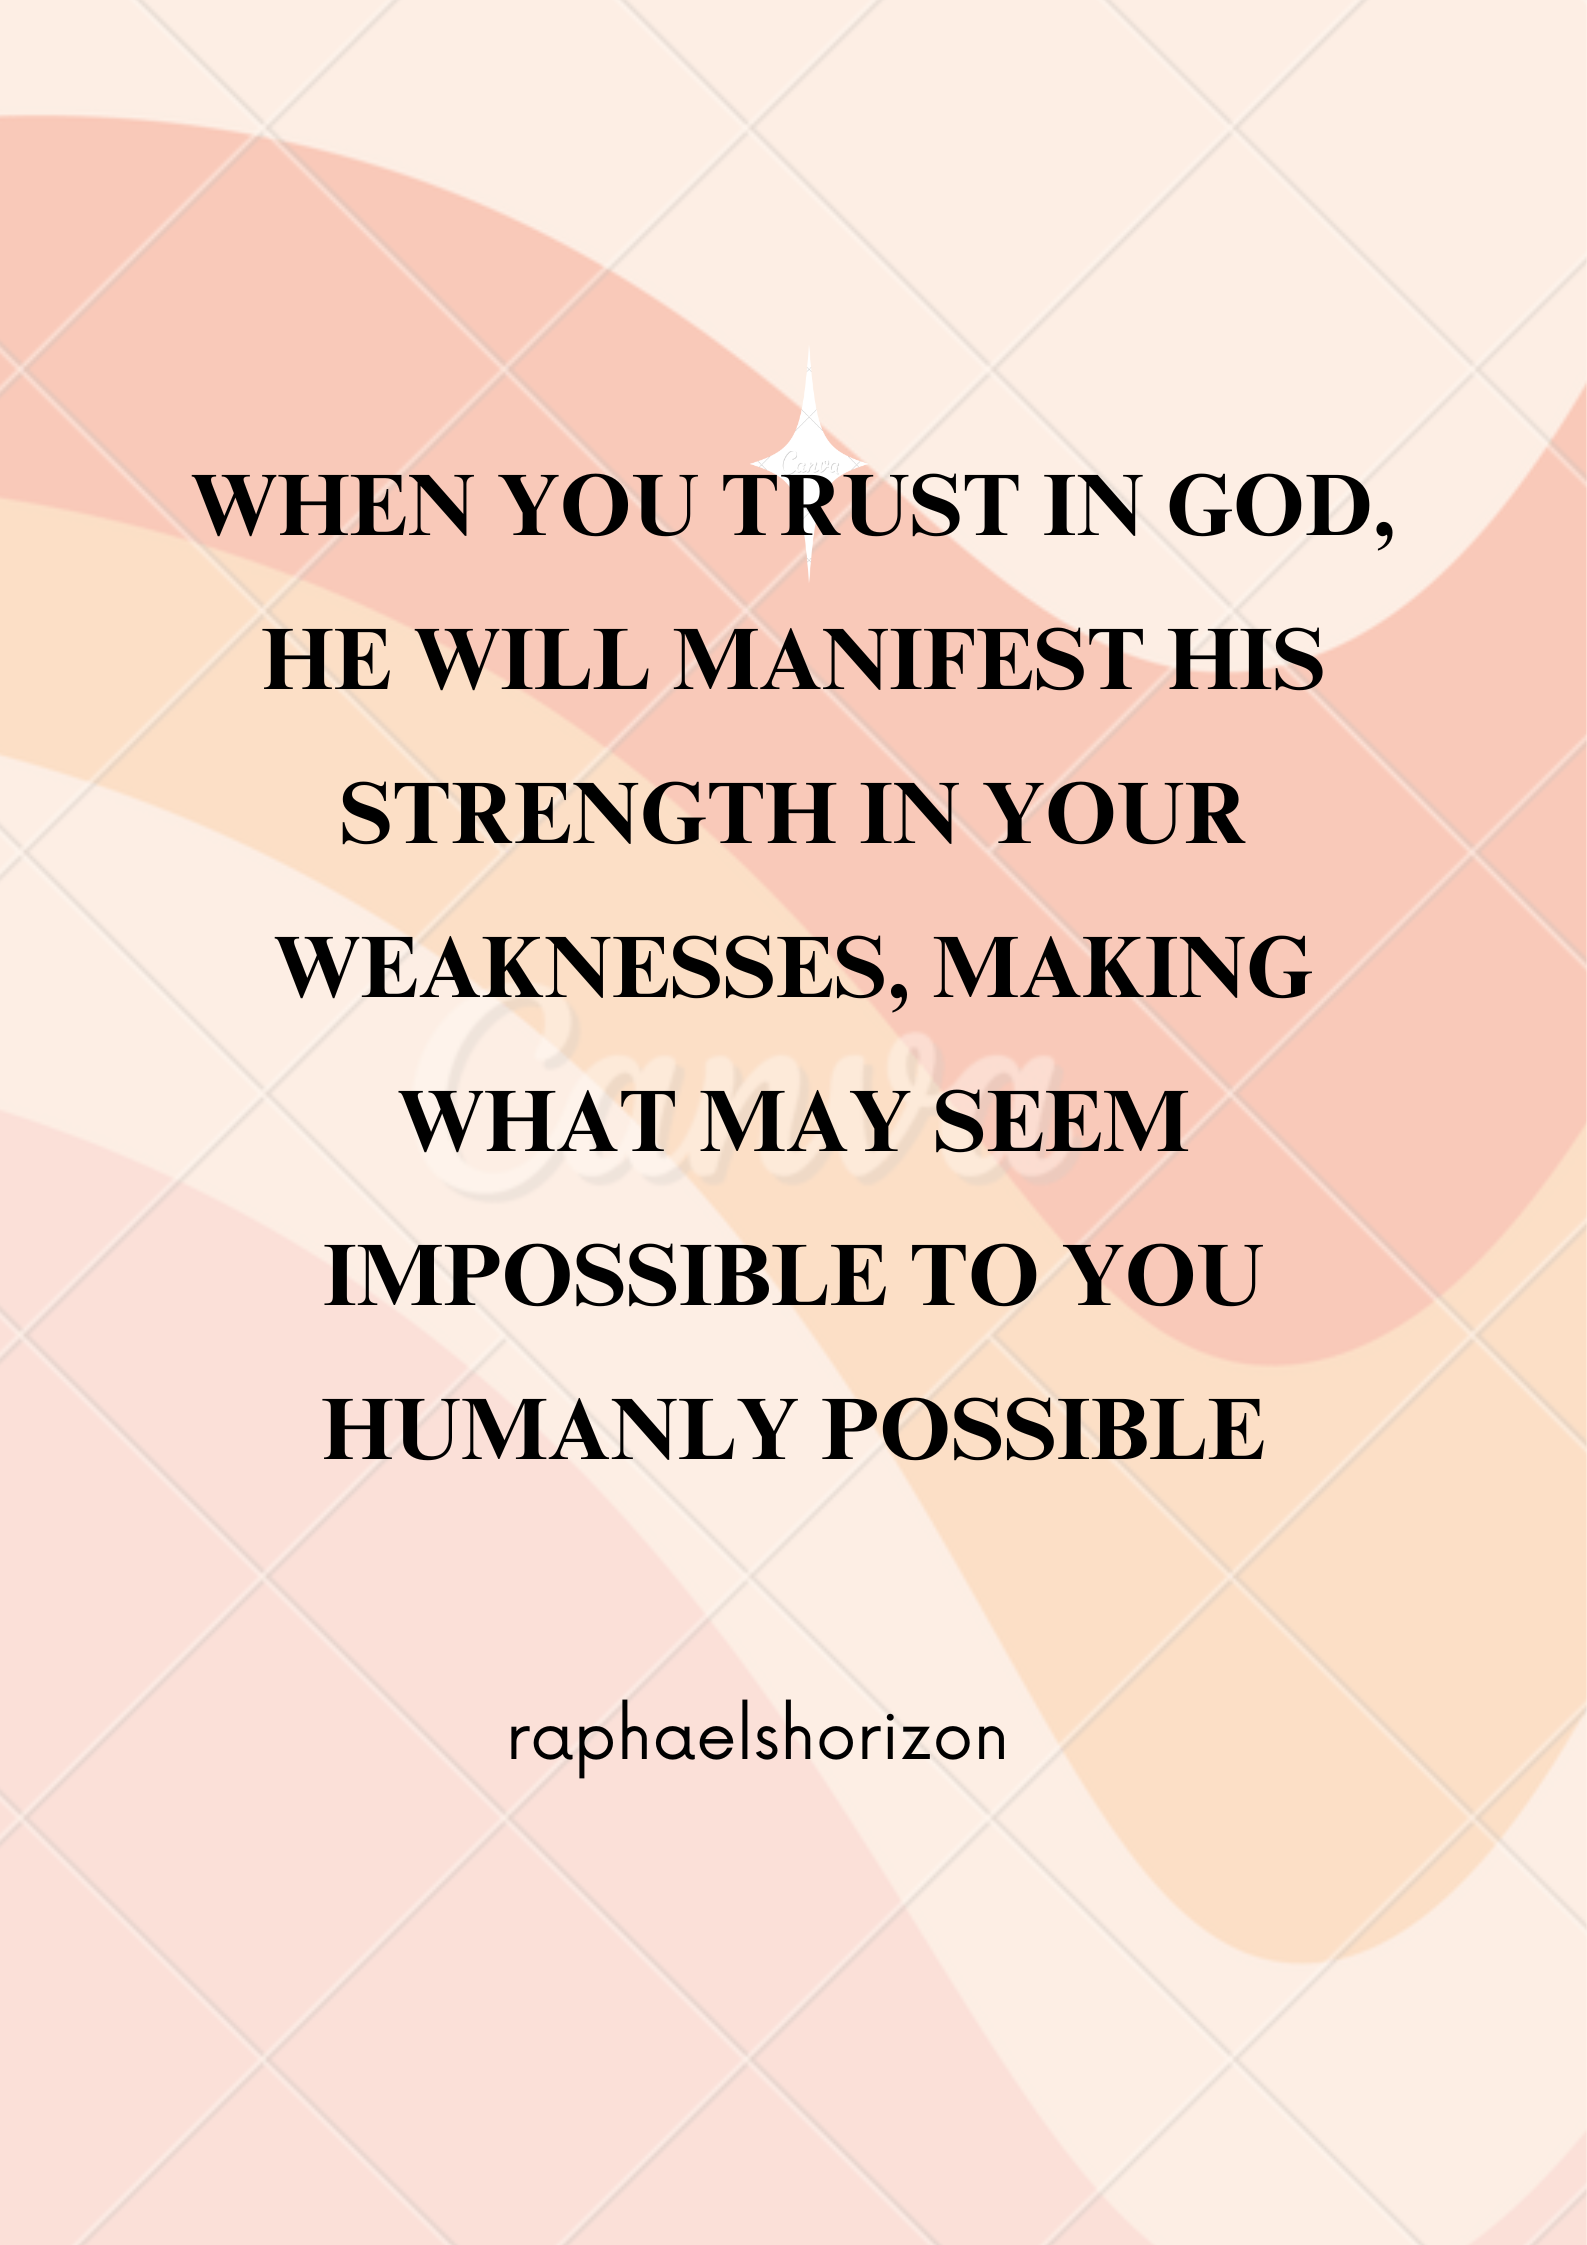 Canva
WHEN YOU TRUST IN GOD,
HE WILL MANIFEST HIS
STRENGTH IN YOUR
WEAKNESSES, MAKING
Canva
WHAT MAY SEEM
IMPOSSIBLE TO YOU
HUMANLY POSSIBLE
raphaelshorizon